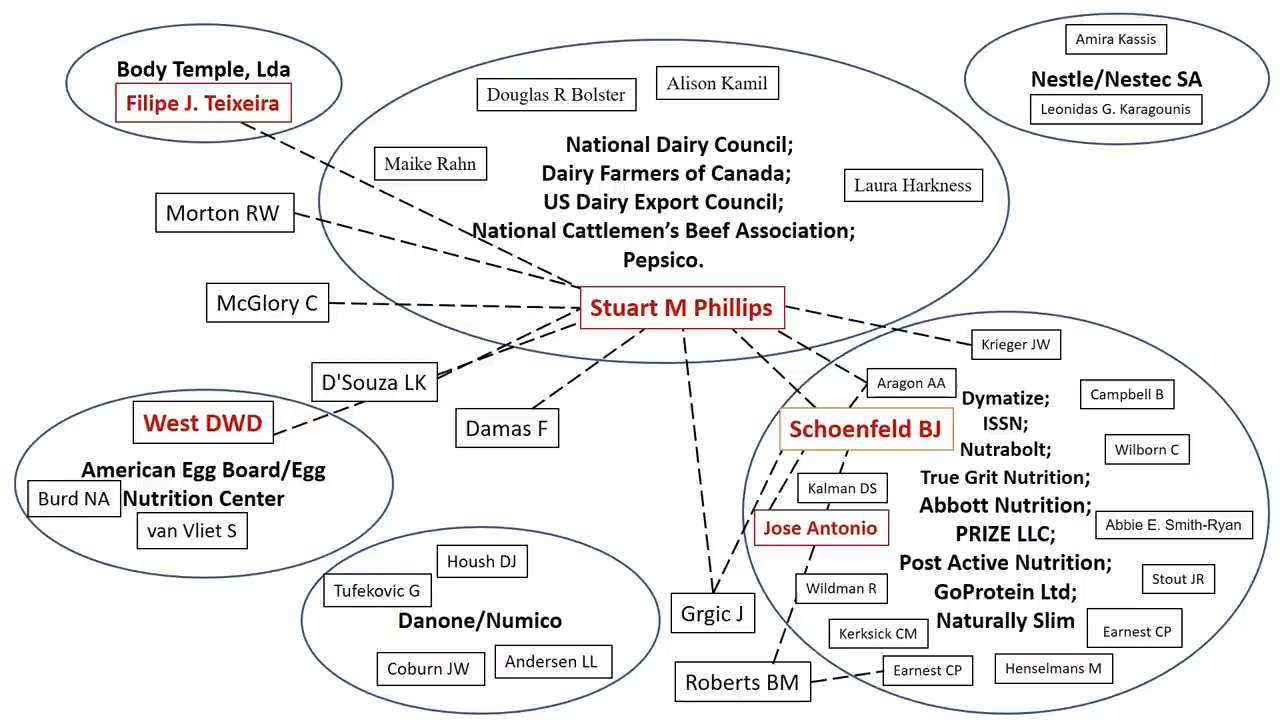 Body Temple, Lda
Filipe J. Teixeira
Douglas R Bolster
Alison Kamil
Amira Kassis
Nestle/Nestec SA
Leonidas G. Karagounis
Maike Rahn
National Dairy Council;
Dairy Farmers of Canada;
US Dairy Export Council;
National Cattlemen's Beef Association;
Pepsico.
Laura Harkness
Morton RW
McGlory C
Stuart M Phillips
D'Souza LK
Damas F
West DWD
American Egg Board/Egg
Nutrition Center
Burd NA
van Vliet S
Housh DJ
Tufekovic G
Danone/Numico
Coburn JW
Andersen LL
Grgic J
Roberts BM
Krieger JW
Aragon AA
Schoenfeld BJ
Kalman DS
Jose Antonio
Wildman R
Kerksick CM
Earnest CP
Dymatize;
ISSN;
Nutrabolt;
True Grit Nutrition;
Abbott Nutrition;
PRIZE LLC;
Post Active Nutrition;
GoProtein Ltd;
Naturally Slim
Campbell B
Wilborn C
Abbie E. Smith-Ryan
Stout JR
Earnest CP
Henselmans M